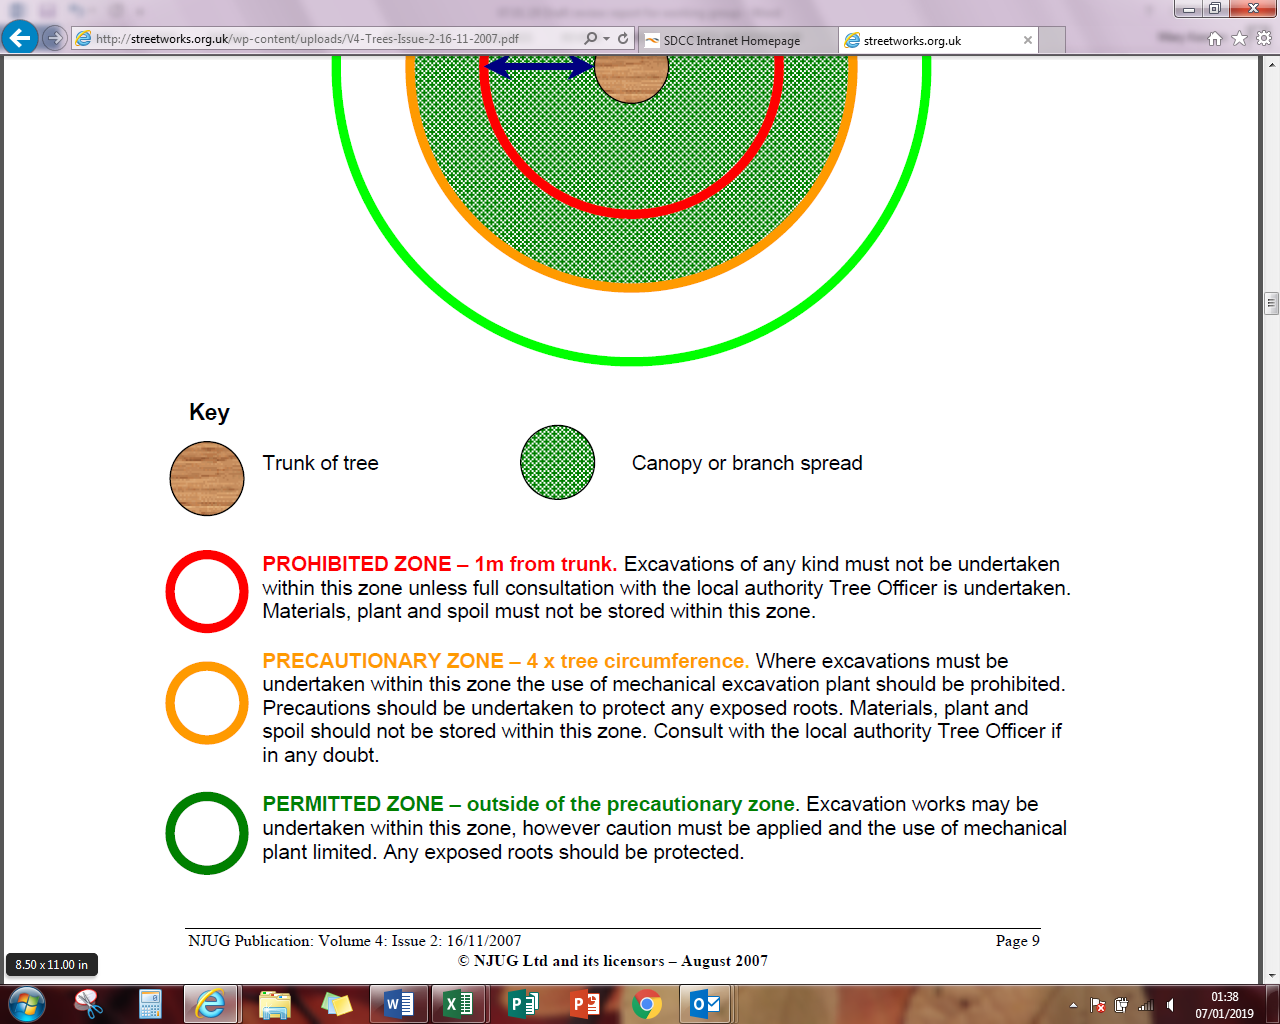 http://streetworks.org.uk/wp-content/uploads/V4-Trees-Issue-2-16-11-2007.pdf
SDCC Intranet Homepage
streetworks.org.uk
Key
Trunk of tree
Canopy or branch spread
PROHIBITED ZONE – 1m from trunk. Excavations of any kind must not be undertaken
within this zone unless full consultation with the local authority Tree Officer is undertaken.
Materials, plant and spoil must not be stored within this zone.
PRECAUTIONARY ZONE – 4 x tree circumference. Where excavations must be
undertaken within this zone the use of mechanical excavation plant should be prohibited.
Precautions should be undertaken to protect any exposed roots. Materials, plant and
spoil should not be stored within this zone. Consult with the local authority Tree Officer if
in any doubt.
PERMITTED ZONE – outside of the precautionary zone. Excavation works may be
undertaken within this zone, however caution must be applied and the use of mechanical
plant limited. Any exposed roots should be protected.
NJUG Publication: Volume 4: Issue 2: 16/11/2007
Page 9
© NJUG Ltd and its licensors – August 2007
8.50 x 11.00 in
01:38
07/01/2019